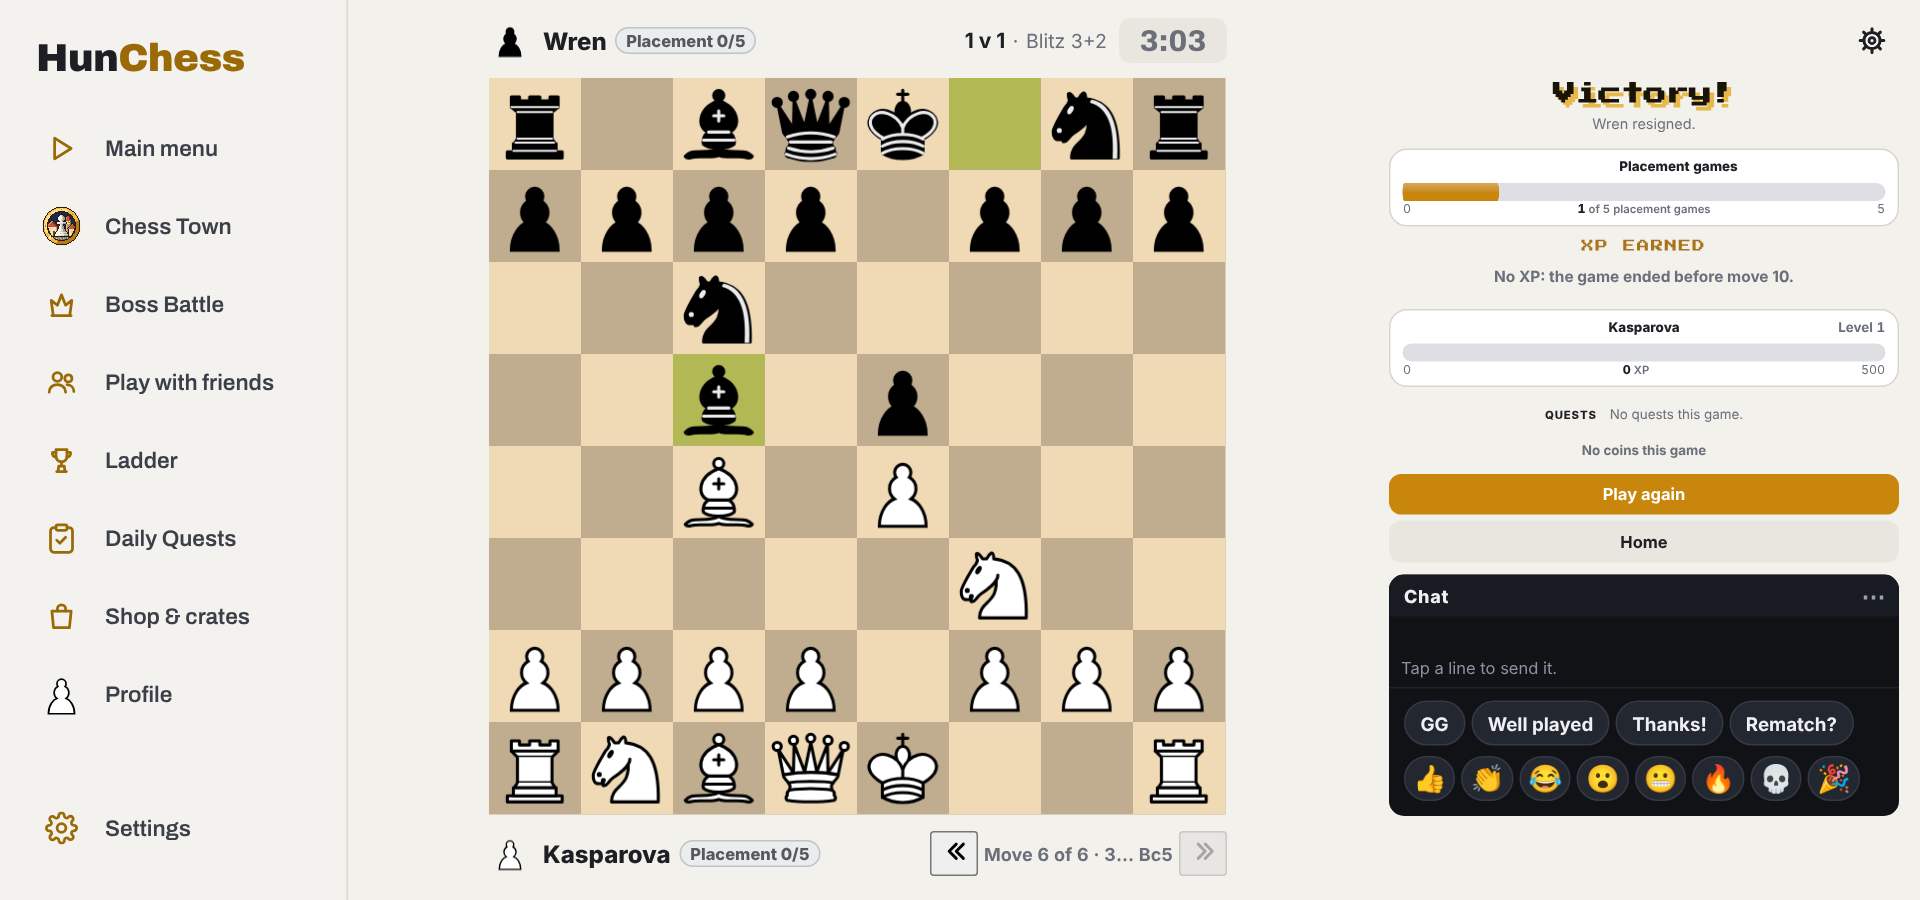 HunChess
Main menu
Chess Town
Boss Battle
Play with friends
Ladder
Daily Quests
Shop & crates
Profile
Settings
Wren Placement 0/5
1 v 1 · Blitz 3+2 3:03
Kasparova Placement 0/5
Move 6 of 6 · 3... Bc5
Victory!
Wren resigned.
Placement games
0 1 of 5 placement games 5
XP EARNED
No XP: the game ended before move 10.
Kasparova Level 1
0 0 XP 500
QUESTS No quests this game.
No coins this game
Play again
Home
Chat
Tap a line to send it.
GG Well played Thanks! Rematch?